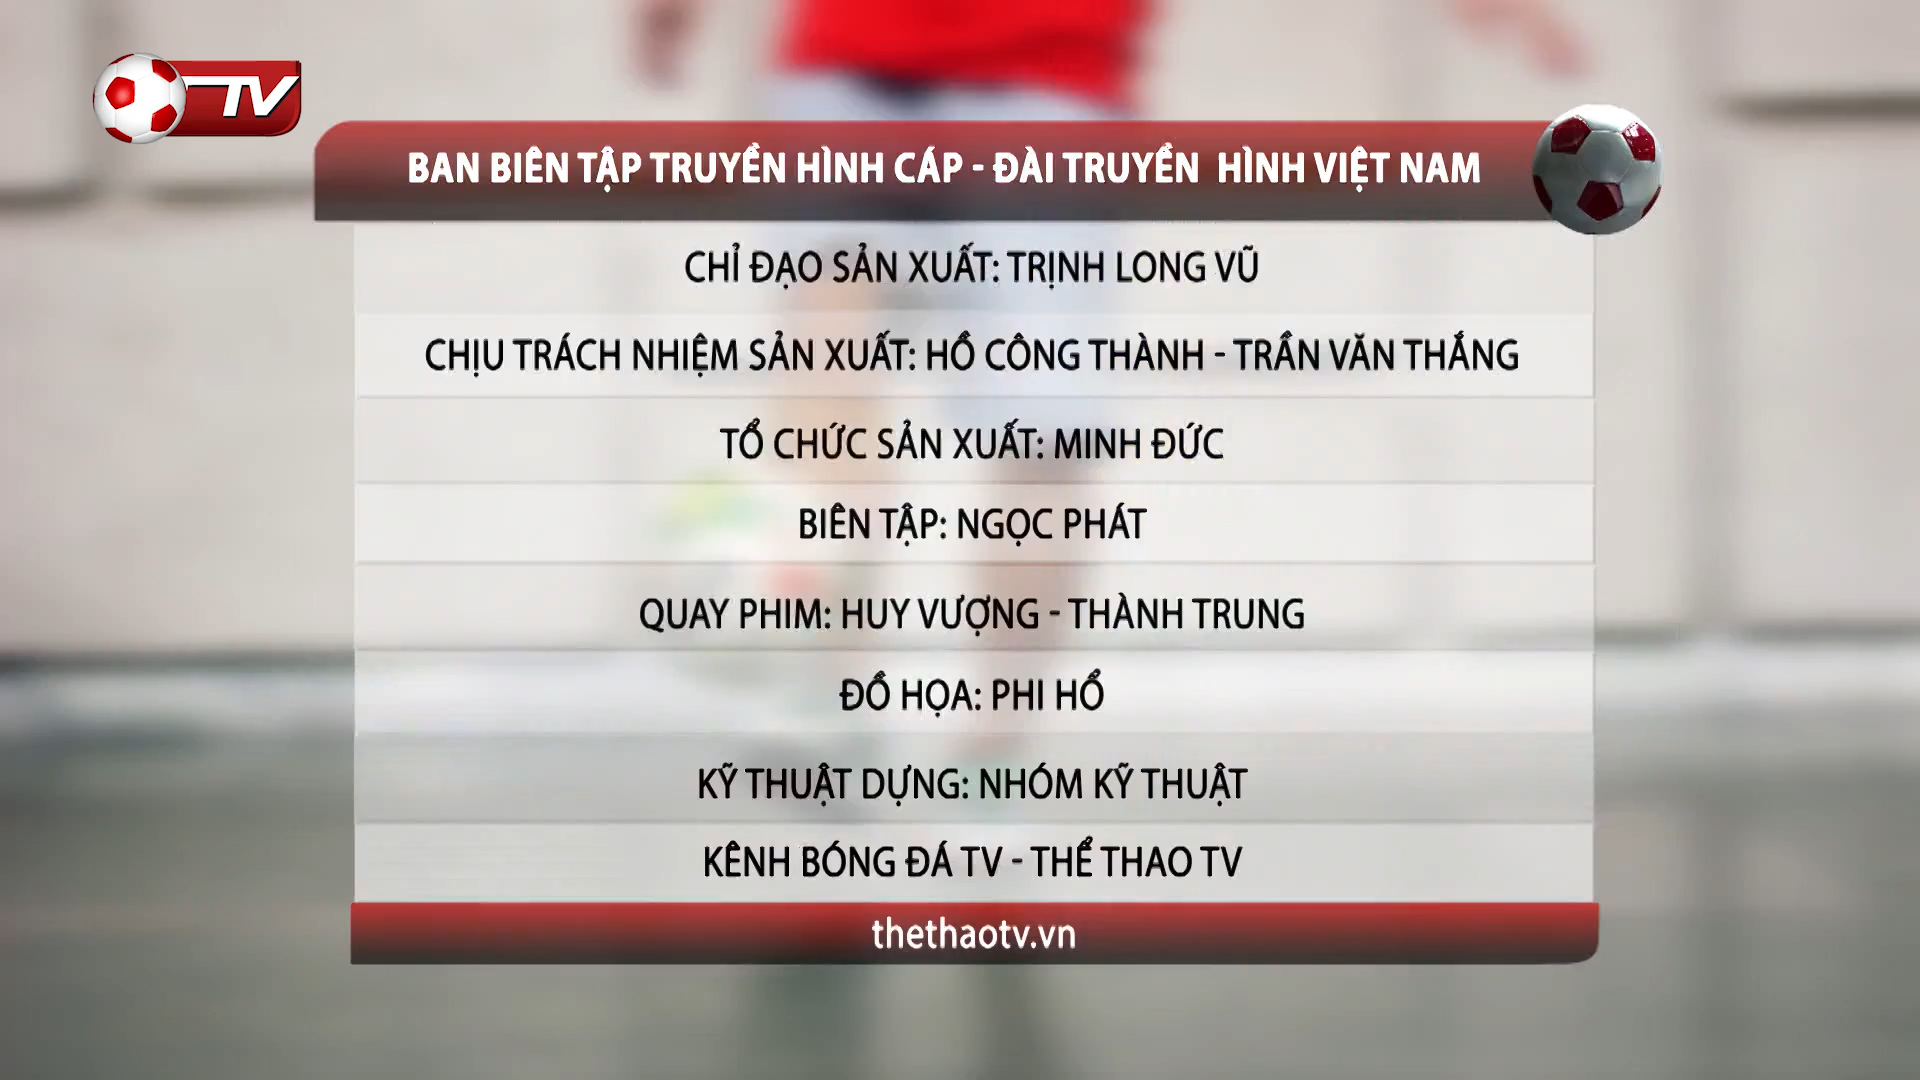 TV
BAN BIÊN TẬP TRUYỀN HÌNH CÁP - ĐÀI TRUYỀN HÌNH VIỆT NAM
CHỈ ĐẠO SẢN XUẤT: TRỊNH LONG VŨ
CHỊU TRÁCH NHIỆM SẢN XUẤT: HỒ CÔNG THÀNH - TRẦN VĂN THẮNG
TỔ CHỨC SẢN XUẤT: MINH ĐỨC
BIÊN TẬP: NGỌC PHÁT
QUAY PHIM: HUY VƯỢNG - THÀNH TRUNG
ĐỒ HỌA: PHI HỔ
KỸ THUẬT DỰNG: NHÓM KỸ THUẬT
KÊNH BÓNG ĐÁ TV - THỂ THAO TV
thethaotv.vn